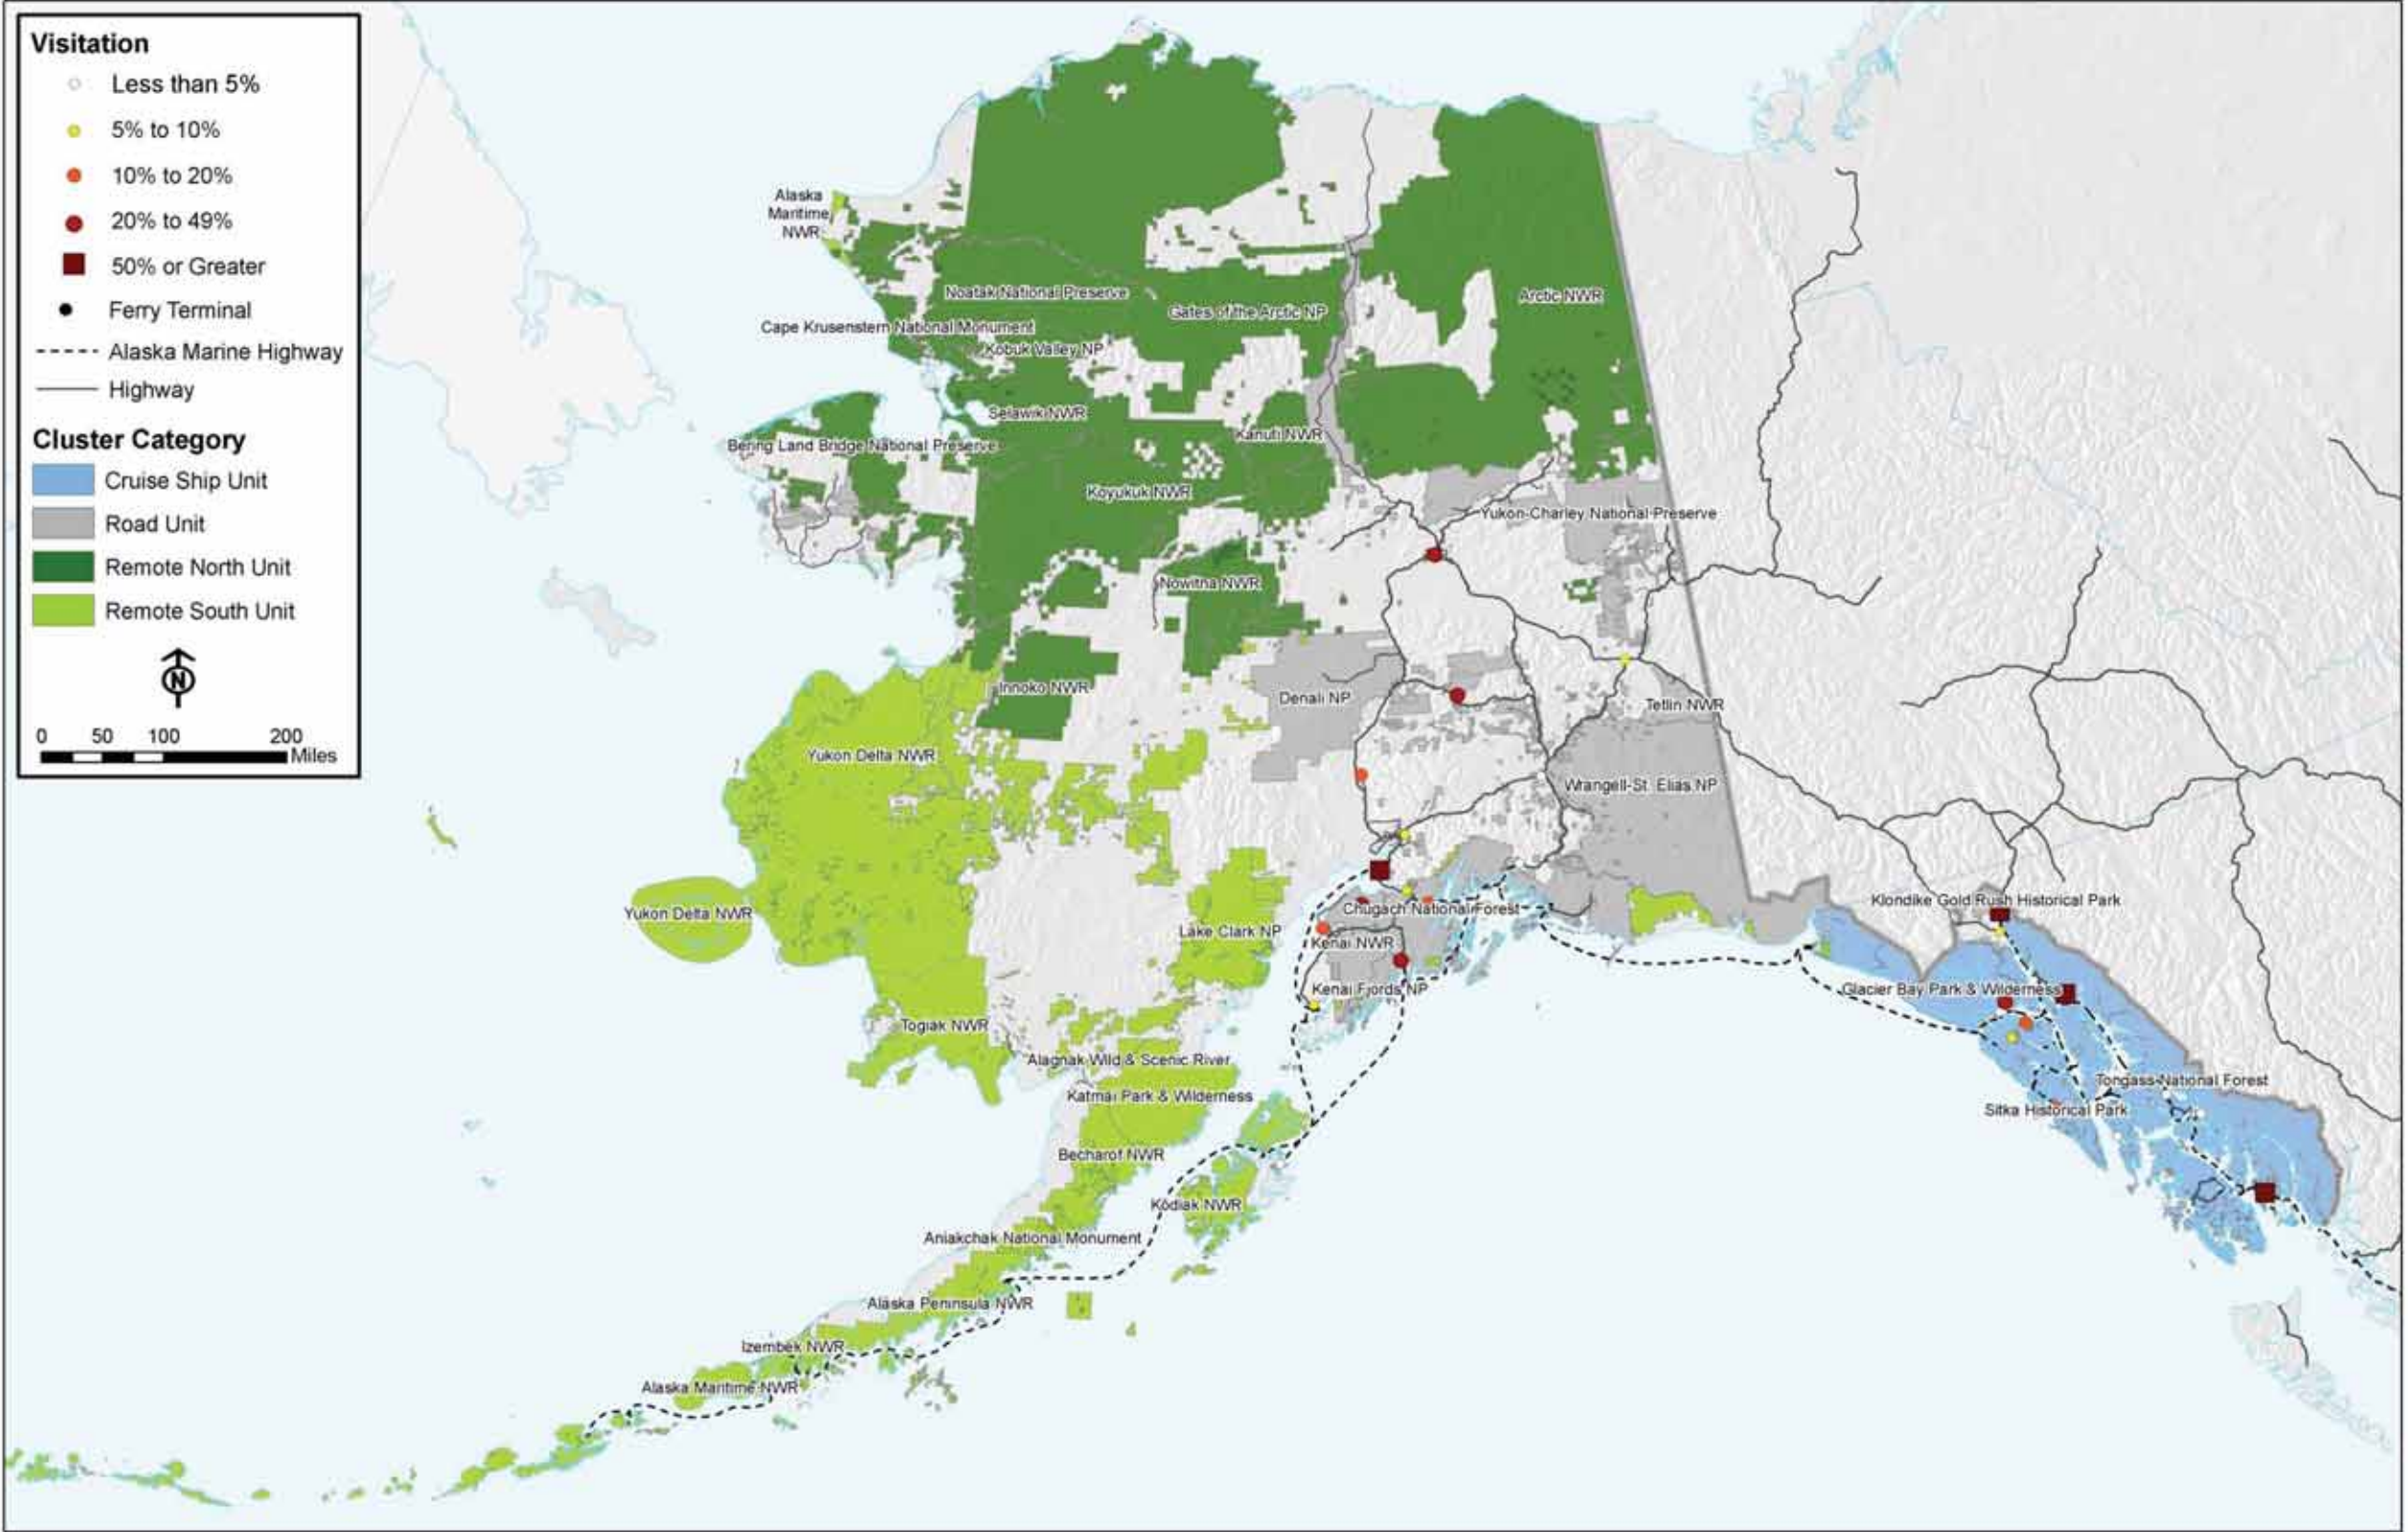 Visitation
Less than 5%
5% to 10%
10% to 20%
20% to 49%
50% or Greater
Ferry Terminal
Alaska Marine Highway
Highway
Cluster Category
Cruise Ship Unit
Road Unit
Remote North Unit
Remote South Unit
N
0 50 100 200
Miles
Alaska
Maritime
NWR
Noatak National Preserve
Gates of the Arctic NP
Arctic NWR
Cape Krusenstern National Monument
Kobuk Valley NP
Selawik NWR
Kanuti NWR
Bering Land Bridge National Preserve
Koyukuk NWR
Yukon-Charley National Preserve
Nowitna NWR
Innoko NWR
Denali NP
Tetlin NWR
Yukon Delta NWR
Wrangell-St. Elias NP
Klondike Gold Rush Historical Park
Yukon Delta NWR
Chugach National Forest
Lake Clark NP
Kenai NWR
Kenai Fjords NP
Glacier Bay Park & Wilderness
Togiak NWR
Alagnak Wild & Scenic River
Tongass National Forest
Katmai Park & Wilderness
Sitka Historical Park
Becharof NWR
Kodiak NWR
Aniakchak National Monument
Alaska Peninsula NWR
Izembek NWR
Alaska Maritime NWR